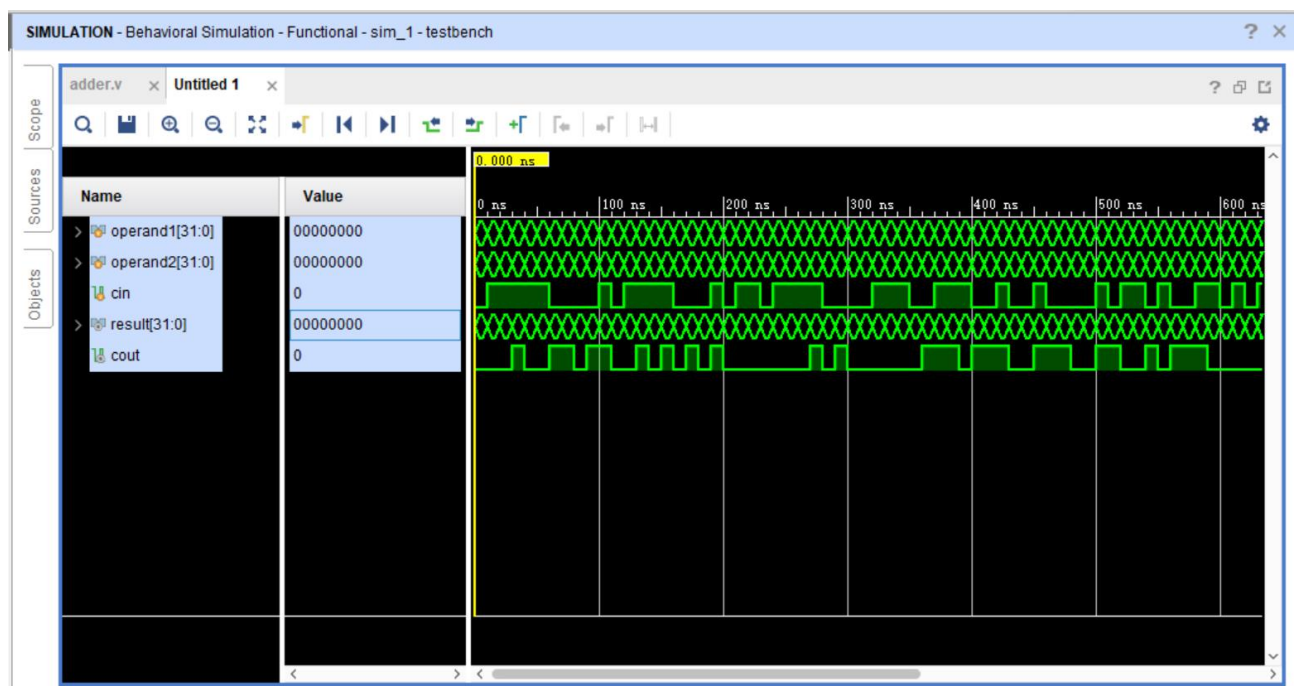 SIMULATION - Behavioral Simulation - Functional - sim_1 - testbench
Scope
Sources
Objects
adder.v
Untitled 1
0.000 ns
Name
Value
0 ns 100 ns 200 ns 300 ns 400 ns 500 ns 600 ns
operand1[31:0] 00000000
operand2[31:0] 00000000
cin 0
result[31:0] 00000000
cout 0